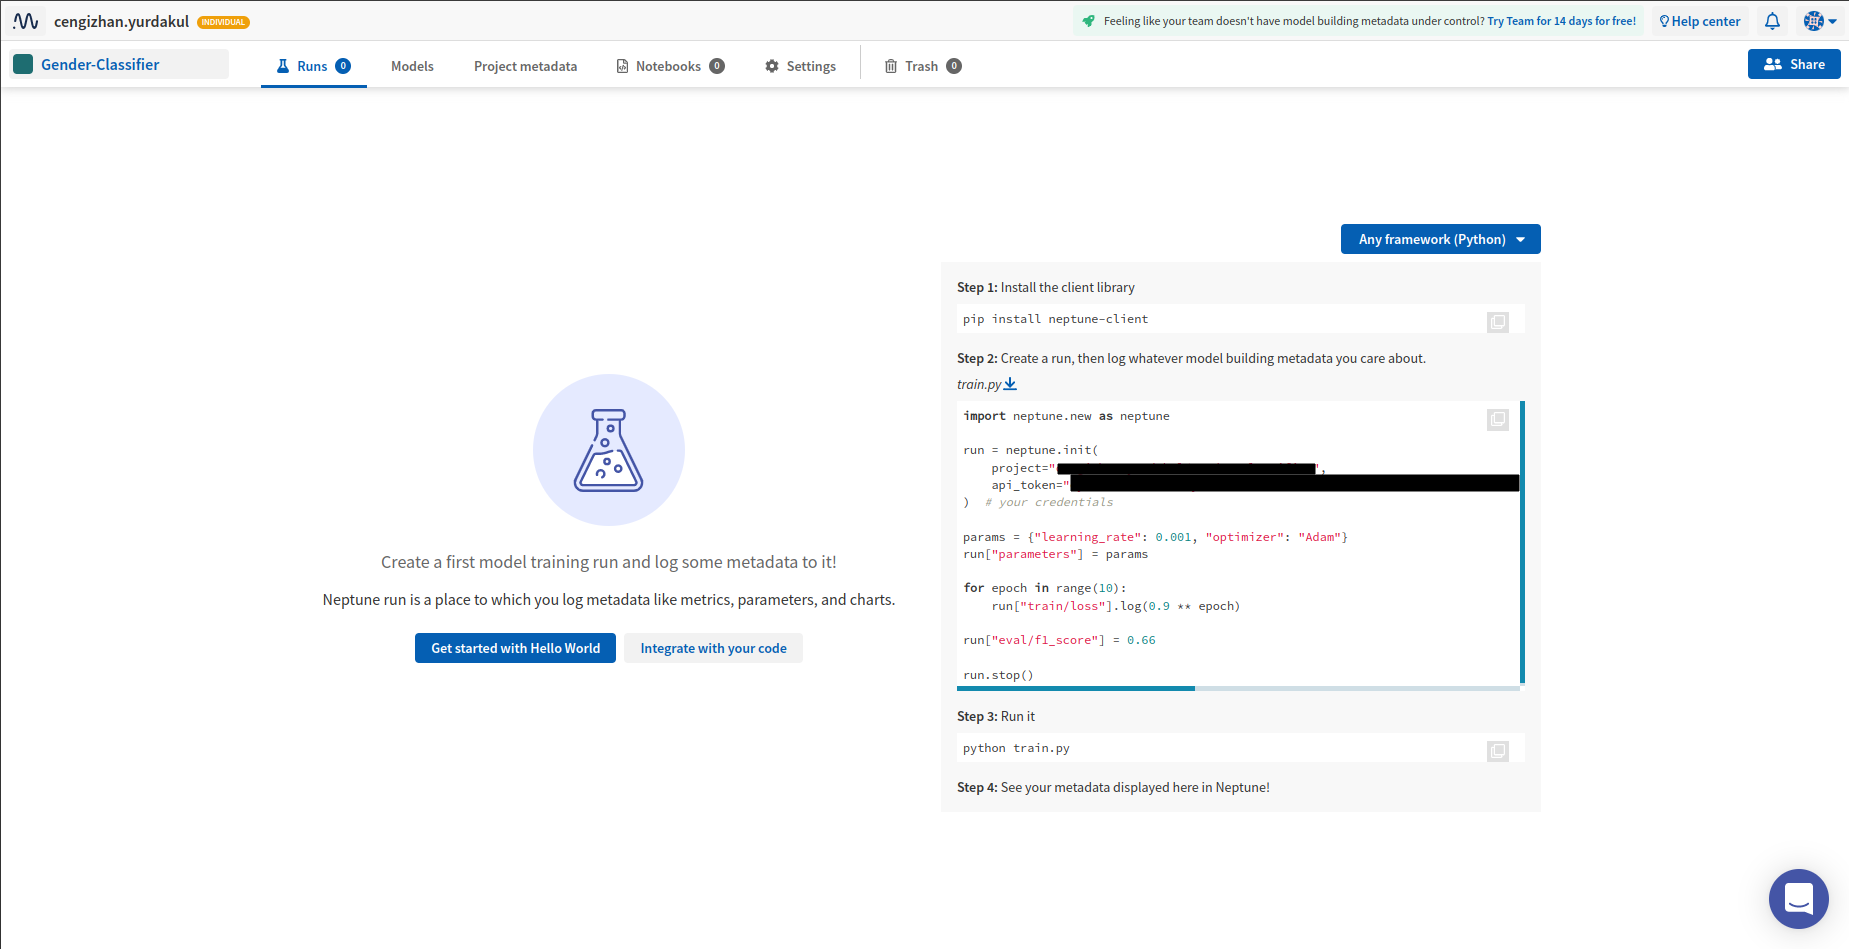 cengizhan.yurdakul INDIVIDUAL
Feeling like your team doesn't have model building metadata under control? Try Team for 14 days for free!
Help center
Gender-Classifier
Runs 0
Models
Project metadata
Notebooks 0
Settings
Trash 0
Share
Create a first model training run and log some metadata to it!
Neptune run is a place to which you log metadata like metrics, parameters, and charts.
Get started with Hello World
Integrate with your code
Any framework (Python)
Step 1: Install the client library
pip install neptune-client
Step 2: Create a run, then log whatever model building metadata you care about.
train.py
import neptune.new as neptune
run = neptune.init(
project="",
api_token="
) # your credentials
params = {"learning_rate": 0.001, "optimizer": "Adam"}
run["parameters"] = params
for epoch in range(10):
run["train/loss"].log(0.9 ** epoch)
run["eval/f1_score"] = 0.66
run.stop()
Step 3: Run it
python train.py
Step 4: See your metadata displayed here in Neptune!